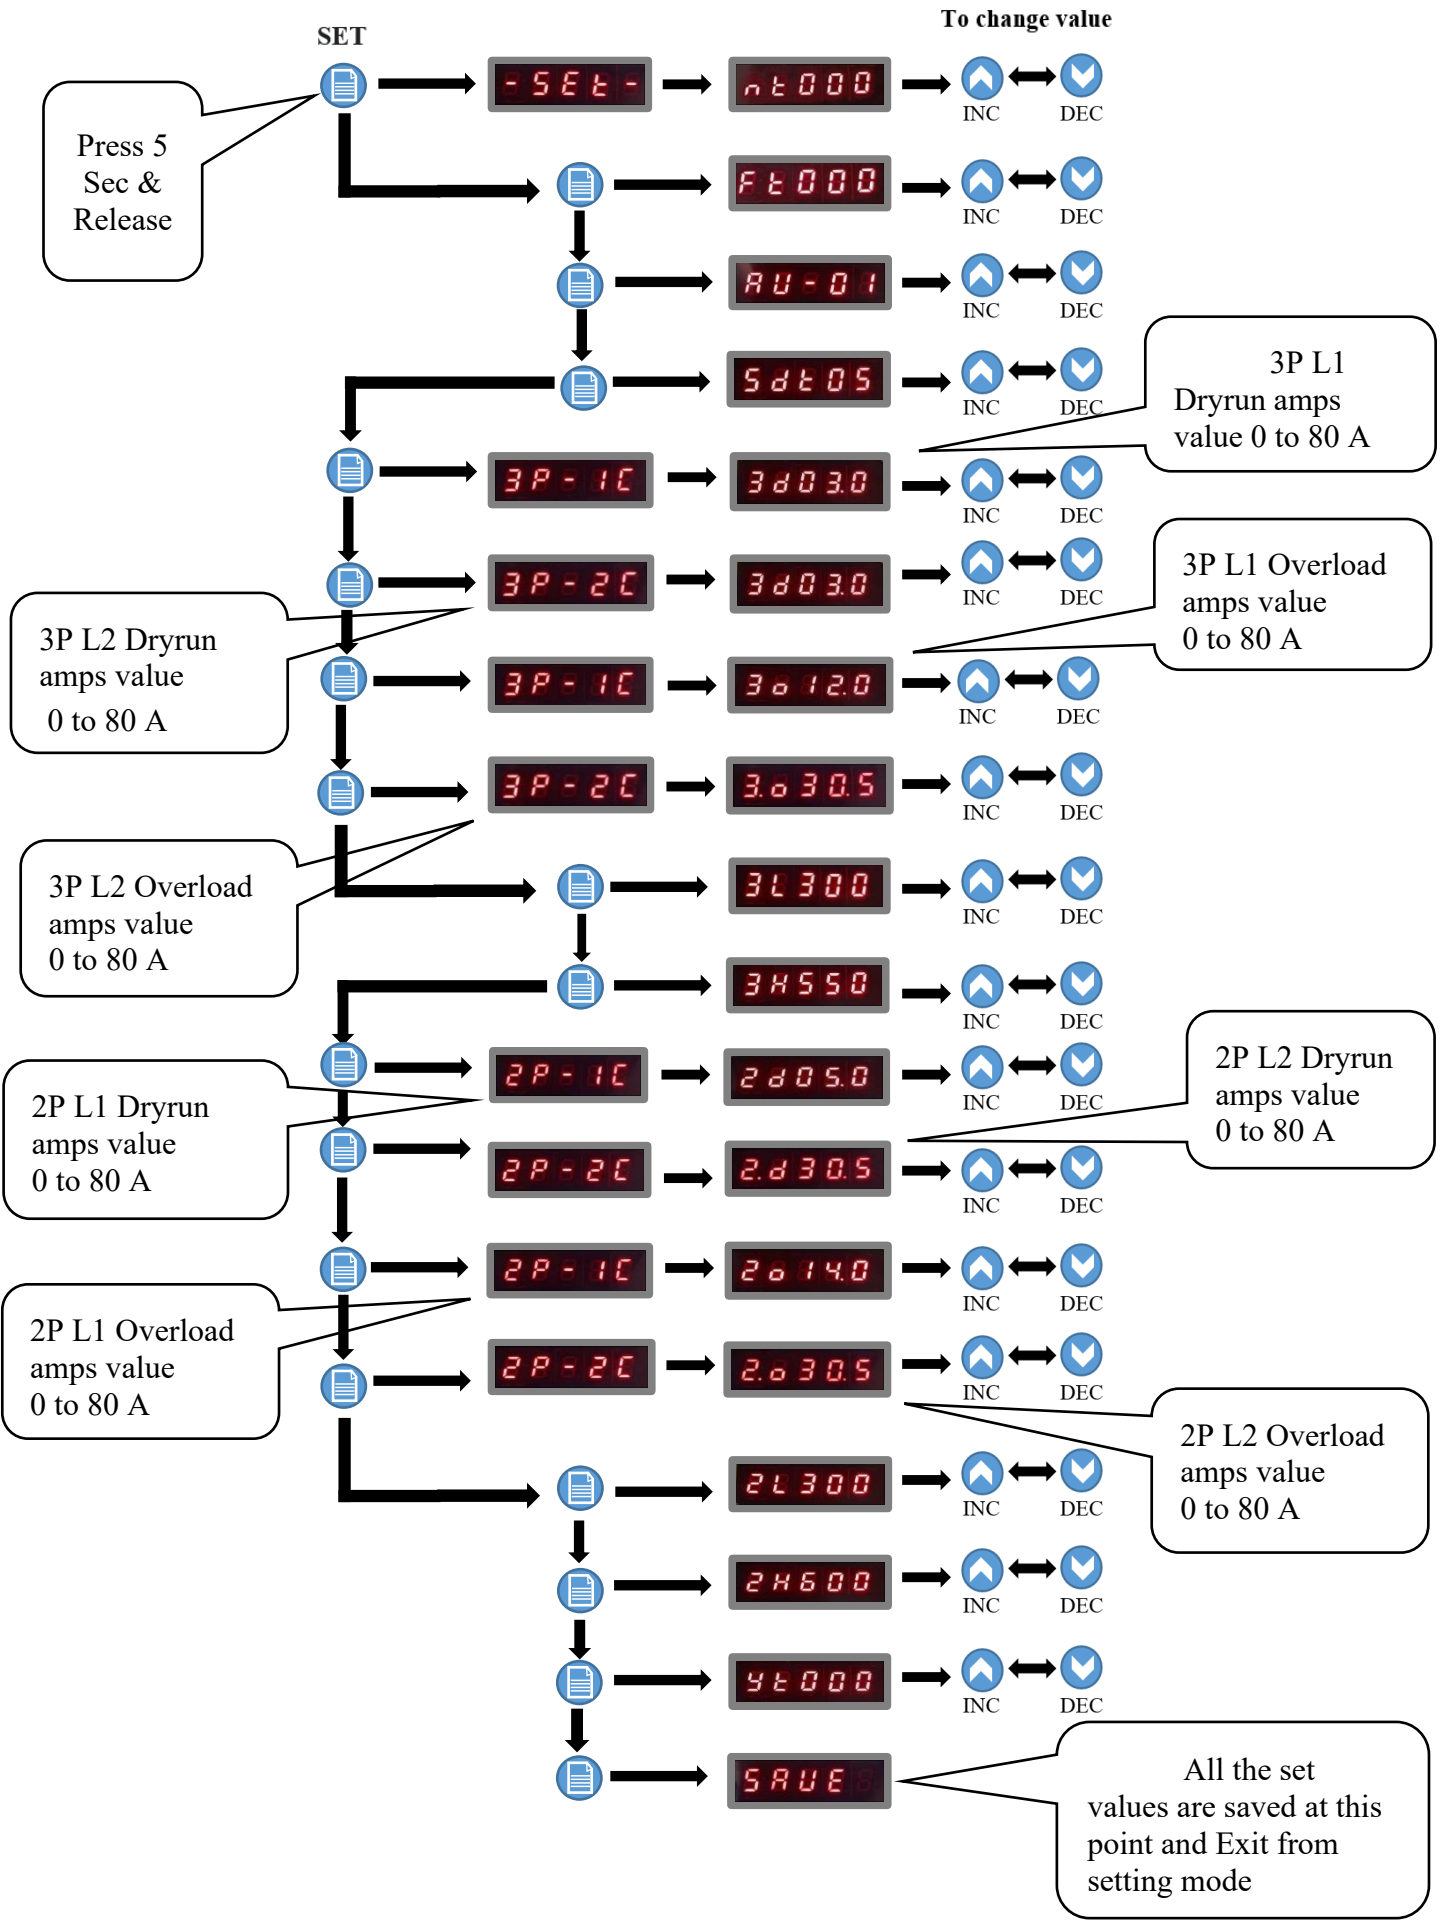 To change value
SET
- SEt -
nt000
INC
DEC
Press 5
Sec &
Release
Ft000
INC
DEC
AU-01
INC
DEC
Sdt05
INC
DEC
3P L1
Dryrun amps
value 0 to 80 A
3P-1C
3d03.0
INC
DEC
3P-2C
3d03.0
INC
DEC
3P L1 Overload
amps value
0 to 80 A
3P L2 Dryrun
amps value
0 to 80 A
3P-1C
3o12.0
INC
DEC
3P-2C
3.o30.5
INC
DEC
3P L2 Overload
amps value
0 to 80 A
3L300
INC
DEC
3H550
INC
DEC
2P L1 Dryrun
amps value
0 to 80 A
2P-1C
2d05.0
INC
DEC
2P L2 Dryrun
amps value
0 to 80 A
2P-2C
2.d30.5
INC
DEC
2P-1C
2o14.0
INC
DEC
2P L1 Overload
amps value
0 to 80 A
2P-2C
2.o30.5
INC
DEC
2P L2 Overload
amps value
0 to 80 A
2L300
INC
DEC
2H600
INC
DEC
yt000
INC
DEC
SAUE
All the set
values are saved at this
point and Exit from
setting mode